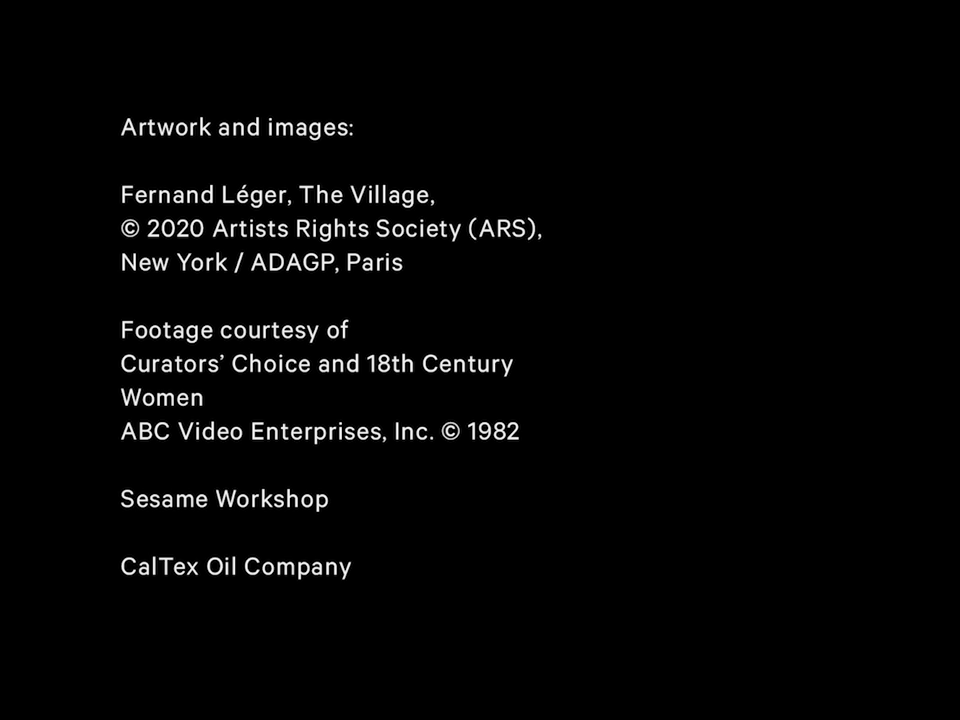 Artwork and images:
Fernand Léger, The Village,
© 2020 Artists Rights Society (ARS),
New York / ADAGP, Paris
Footage courtesy of
Curators’ Choice and 18th Century
Women
ABC Video Enterprises, Inc. © 1982
Sesame Workshop
CalTex Oil Company